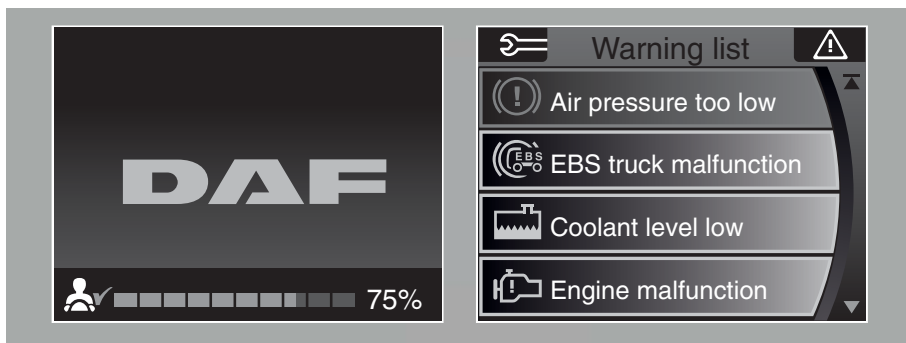 DAF
75%
Warning list
Air pressure too low
EBS
EBS truck malfunction
Coolant level low
Engine malfunction